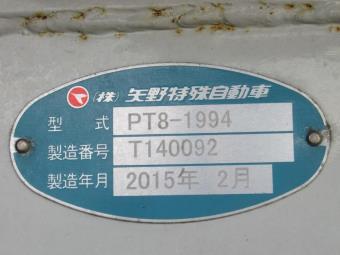 (株) 矢野特殊自動車
型式 PT8-1994
製造番号 T140092
製造年月 2015年 2月